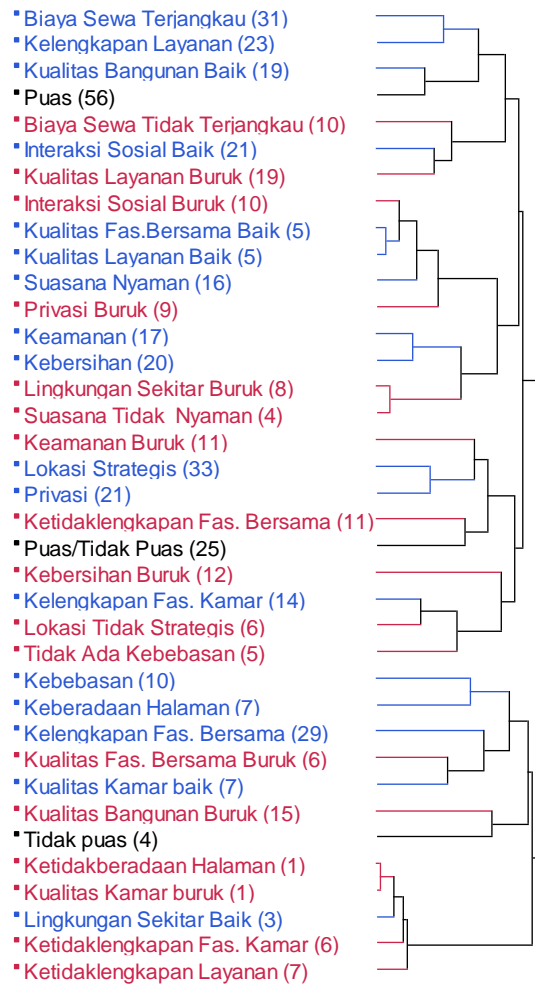 Biaya Sewa Terjangkau (31)
Kelengkapan Layanan (23)
Kualitas Bangunan Baik (19)
Puas (56)
Biaya Sewa Tidak Terjangkau (10)
Interaksi Sosial Baik (21)
Kualitas Layanan Buruk (19)
Interaksi Sosial Buruk (10)
Kualitas Fas.Bersama Baik (5)
Kualitas Layanan Baik (5)
Suasana Nyaman (16)
Privasi Buruk (9)
Keamanan (17)
Kebersihan (20)
Lingkungan Sekitar Buruk (8)
Suasana Tidak Nyaman (4)
Keamanan Buruk (11)
Lokasi Strategis (33)
Privasi (21)
Ketidaklengkapan Fas. Bersama (11)
Puas/Tidak Puas (25)
Kebersihan Buruk (12)
Kelengkapan Fas. Kamar (14)
Lokasi Tidak Strategis (6)
Tidak Ada Kebebasan (5)
Kebebasan (10)
Keberadaan Halaman (7)
Kelengkapan Fas. Bersama (29)
Kualitas Fas. Bersama Buruk (6)
Kualitas Kamar baik (7)
Kualitas Bangunan Buruk (15)
Tidak puas (4)
Ketidakberadaan Halaman (1)
Kualitas Kamar buruk (1)
Lingkungan Sekitar Baik (3)
Ketidaklengkapan Fas. Kamar (6)
Ketidaklengkapan Layanan (7)